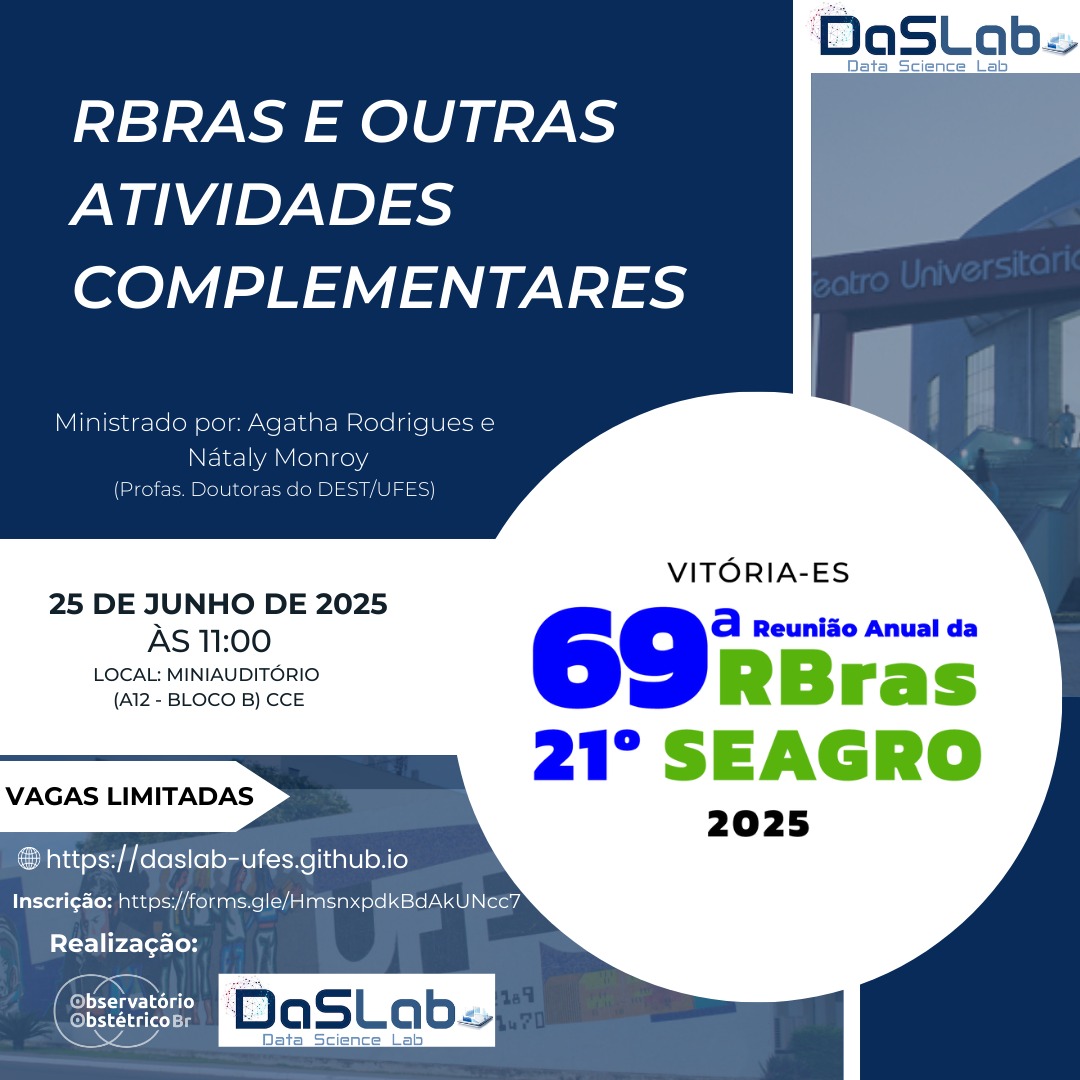 DaSLab
Data Science Lab
RBRAS E OUTRAS
ATIVIDADES
COMPLEMENTARES
Teatro Universitário
Ministrado por: Agatha Rodrigues e
Nátaly Monroy
(Profas. Doutoras do DEST/UFES)
25 DE JUNHO DE 2025
ÀS 11:00
LOCAL: MINIAUDITÓRIO
(A12 - BLOCO B) CCE
VITÓRIA-ES
69ª Reunião Anual da
RBras
21º SEAGRO
2025
VAGAS LIMITADAS
https://daslab-ufes.github.io
Inscrição: https://forms.gle/HmsnxpdkBdAkUNcc7
Realização:
UFES
Observatório
ObstétricoBr
DaSLab
Data Science Lab